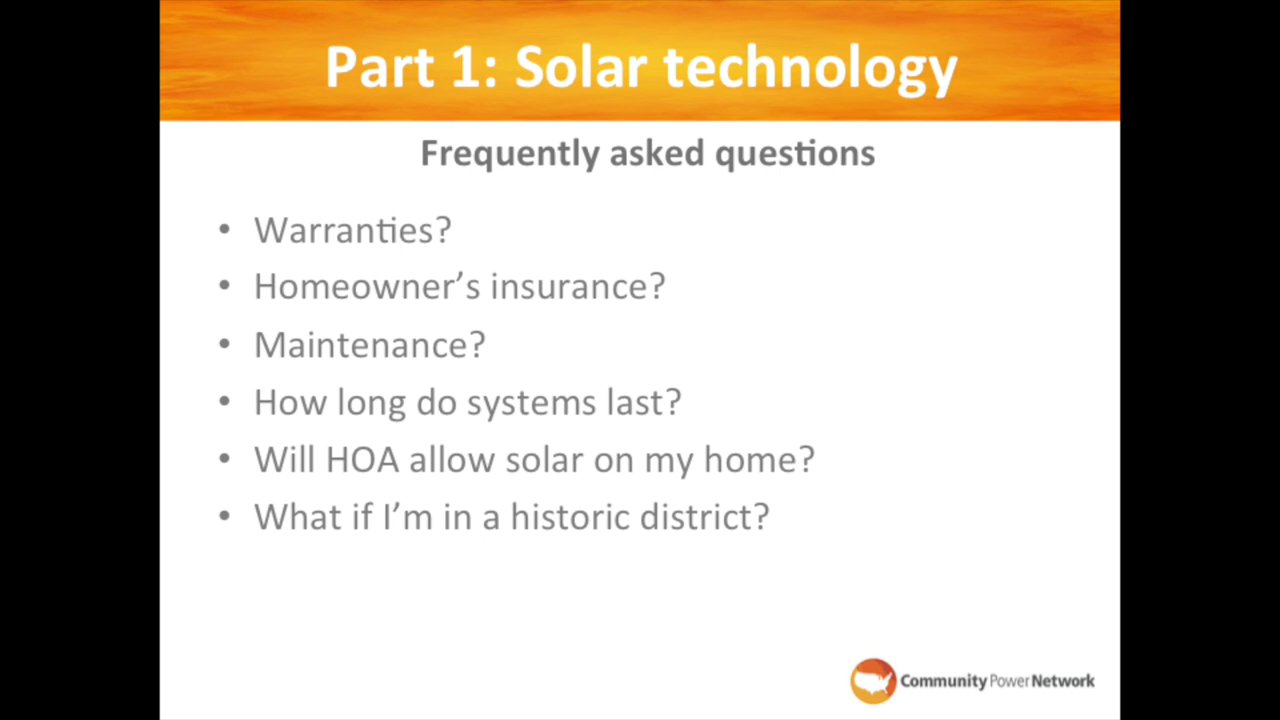 Part 1: Solar technology
Frequently asked questions
• Warranties?
• Homeowner’s insurance?
• Maintenance?
• How long do systems last?
• Will HOA allow solar on my home?
• What if I’m in a historic district?
Community Power Network